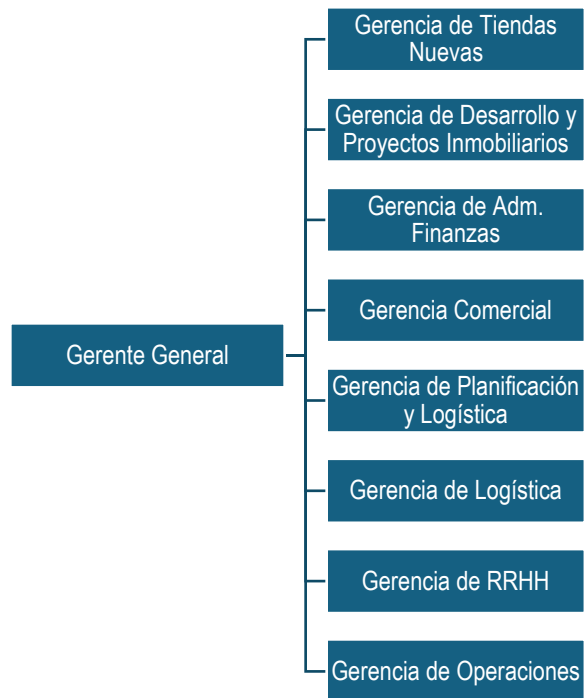 Gerencia de Tiendas
Nuevas
Gerencia de Desarrollo y
Proyectos Inmobiliarios
Gerencia de Adm.
Finanzas
Gerencia Comercial
Gerente General
Gerencia de Planificación
y Logística
Gerencia de Logística
Gerencia de RRHH
Gerencia de Operaciones